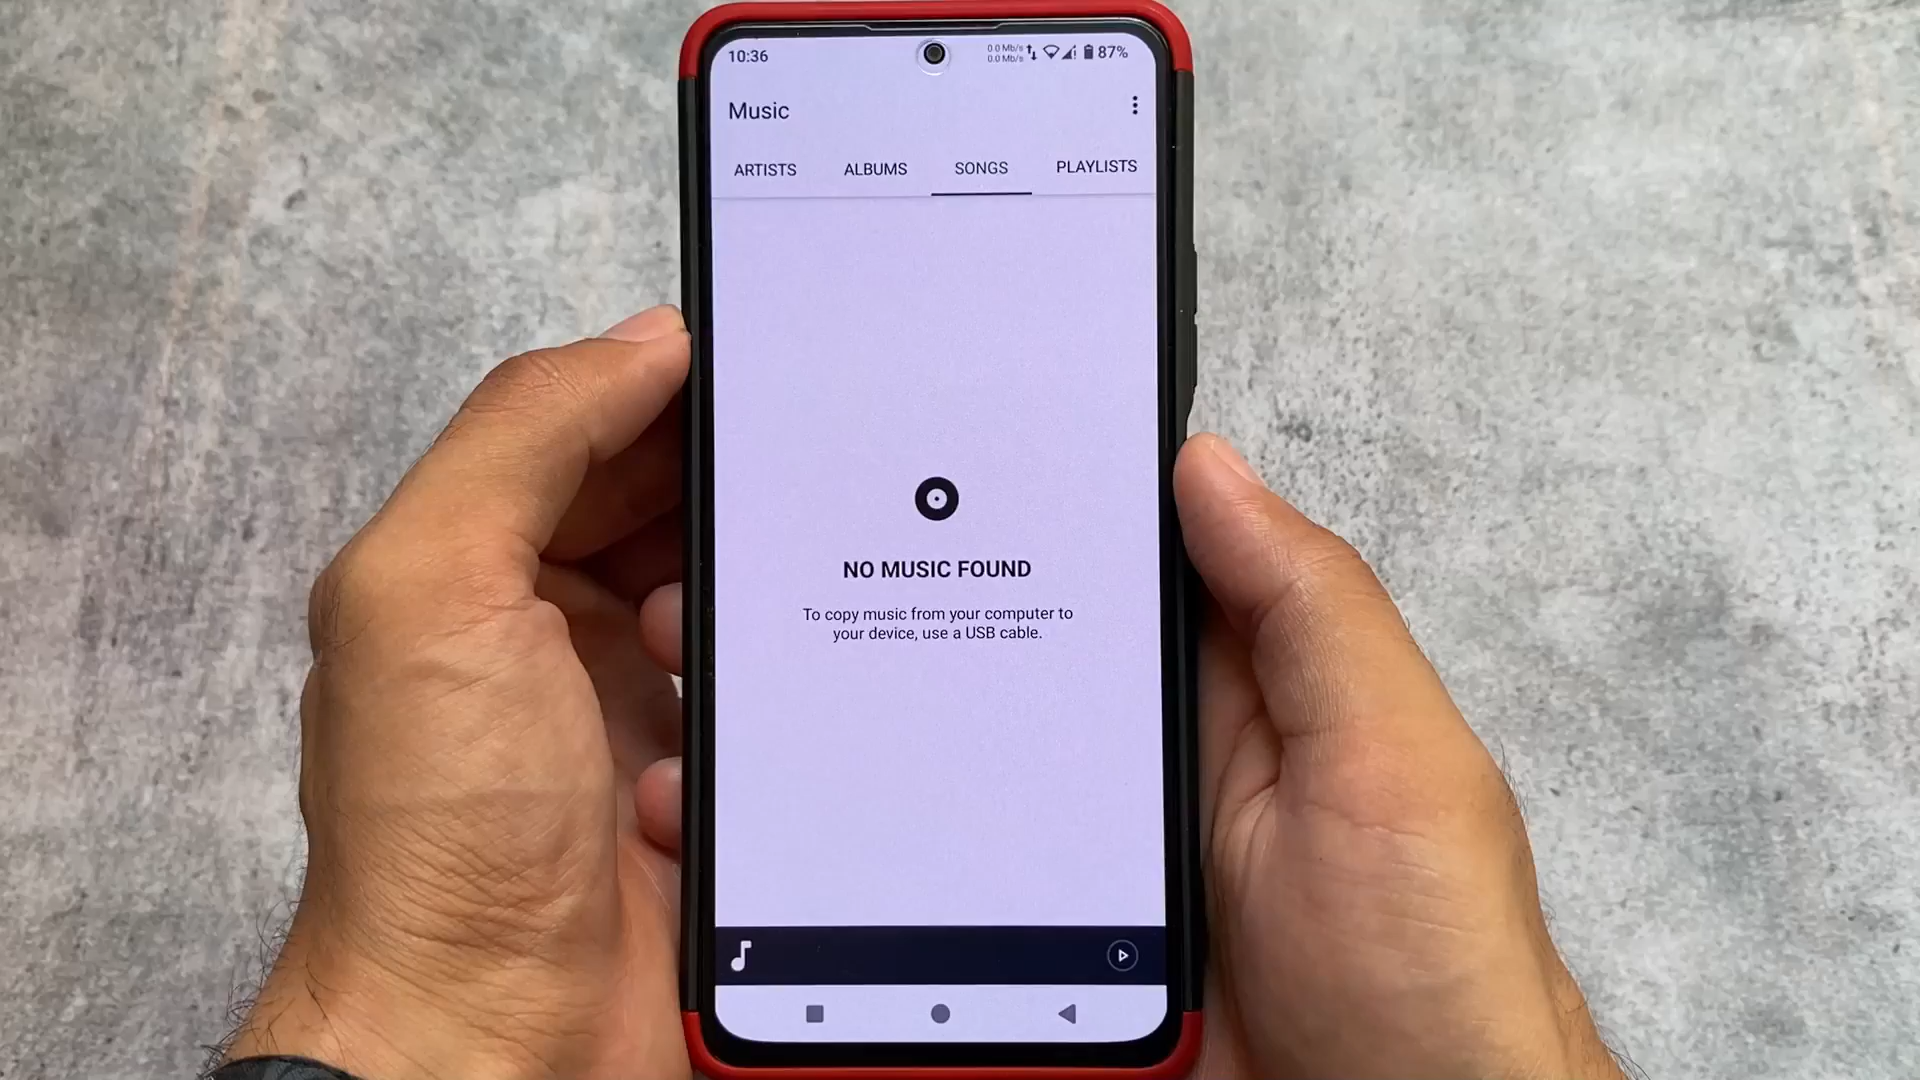 10:36
0.0 Mb/s
0.0 Mb/s
87%
Music
ARTISTS ALBUMS SONGS PLAYLISTS
NO MUSIC FOUND
To copy music from your computer to
your device, use a USB cable.